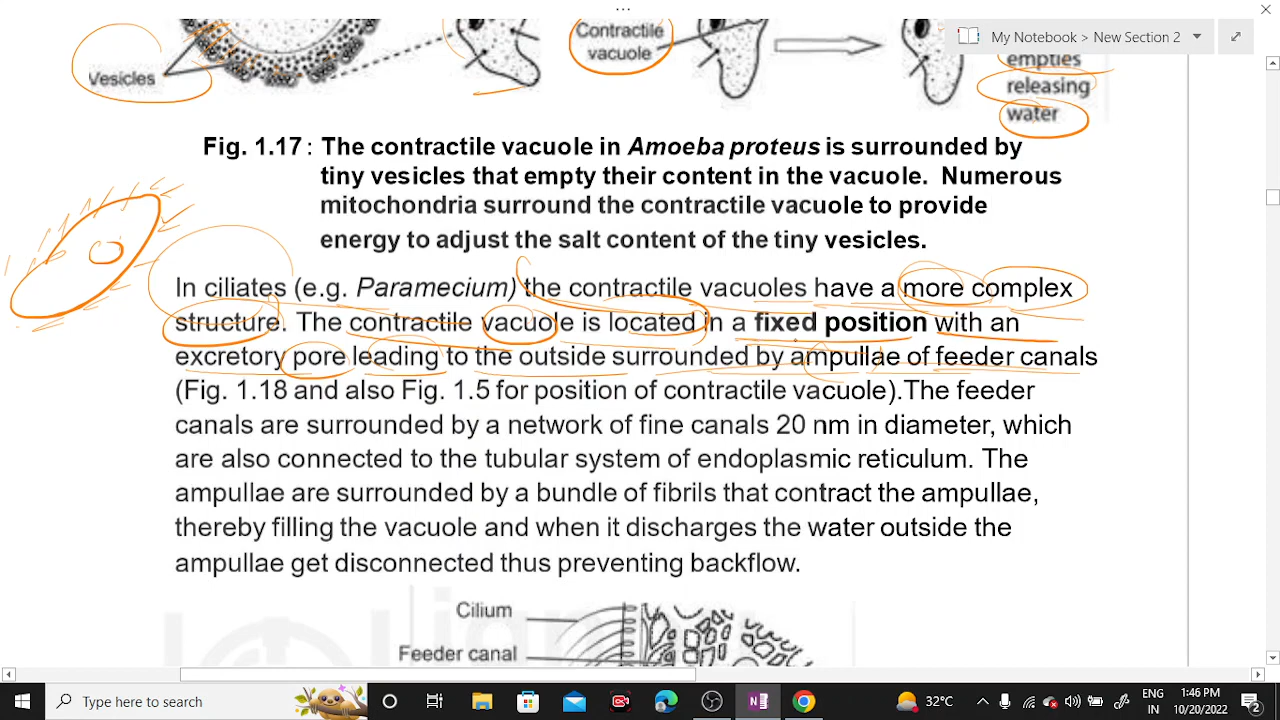 My Notebook > New Section 2
Contractile
vacuole
Vesicles
empties
releasing
water
Fig. 1.17 : The contractile vacuole in Amoeba proteus is surrounded by
tiny vesicles that empty their content in the vacuole. Numerous
mitochondria surround the contractile vacuole to provide
energy to adjust the salt content of the tiny vesicles.
In ciliates (e.g. Paramecium) the contractile vacuoles have a more complex
structure. The contractile vacuole is located in a fixed position with an
excretory pore leading to the outside surrounded by ampullae of feeder canals
(Fig. 1.18 and also Fig. 1.5 for position of contractile vacuole).The feeder
canals are surrounded by a network of fine canals 20 nm in diameter, which
are also connected to the tubular system of endoplasmic reticulum. The
ampullae are surrounded by a bundle of fibrils that contract the ampullae,
thereby filling the vacuole and when it discharges the water outside the
ampullae get disconnected thus preventing backflow.
Cilium
Feeder canal
Type here to search
32°C
ENG
IN
1:46 PM
10/20/2022
2